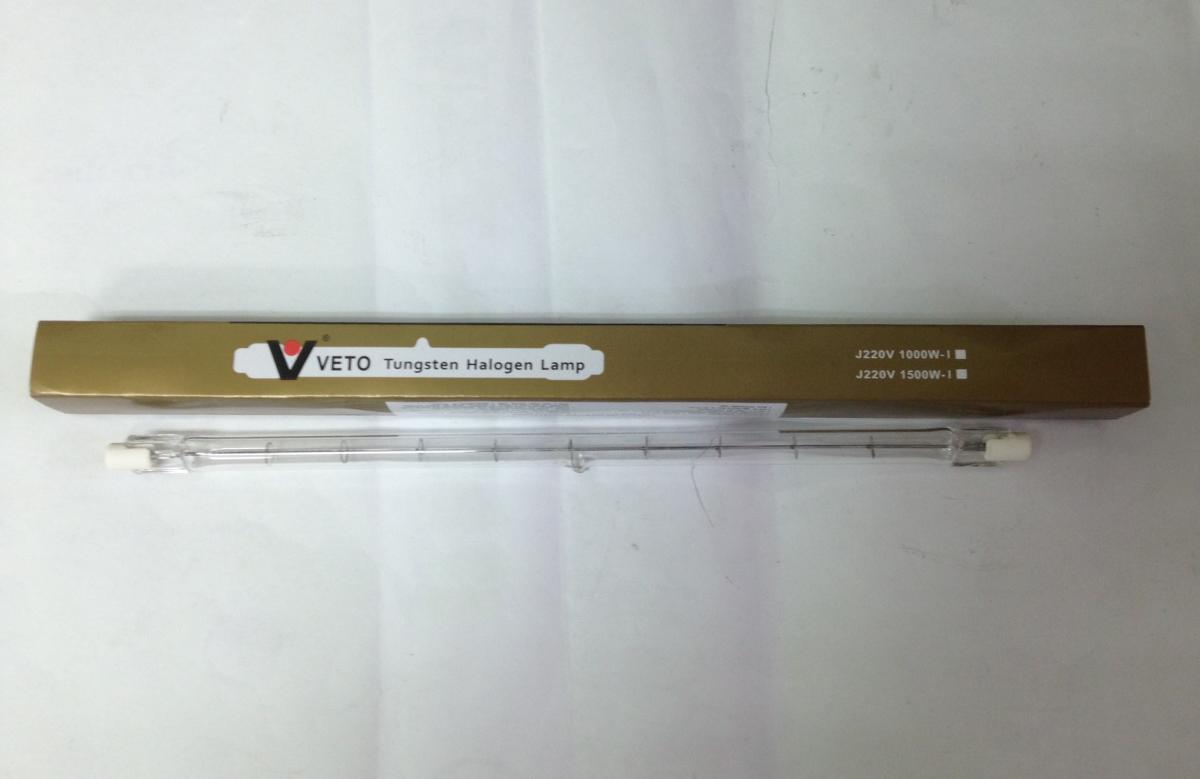 VETO ® Tungsten Halogen Lamp
J220V 1000W-I
J220V 1500W-I